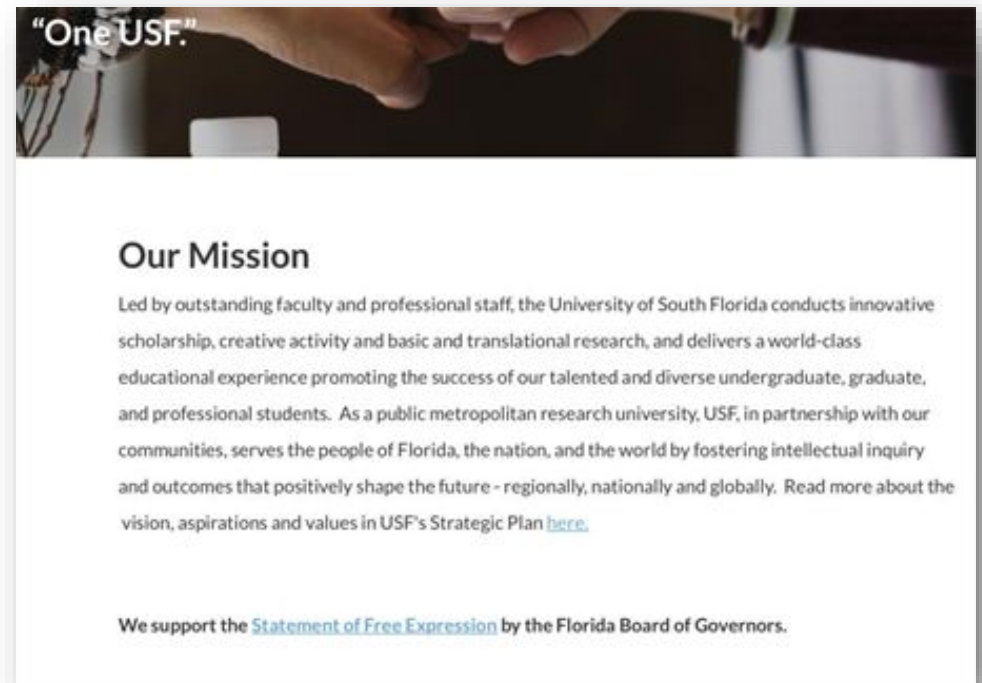 “One USF.”
Our Mission
Led by outstanding faculty and professional staff, the University of South Florida conducts innovative
scholarship, creative activity and basic and translational research, and delivers a world-class
educational experience promoting the success of our talented and diverse undergraduate, graduate,
and professional students.  As a public metropolitan research university, USF, in partnership with our
communities, serves the people of Florida, the nation, and the world by fostering intellectual inquiry
and outcomes that positively shape the future - regionally, nationally and globally.  Read more about the
vision, aspirations and values in USF's Strategic Plan here.
We support the Statement of Free Expression by the Florida Board of Governors.